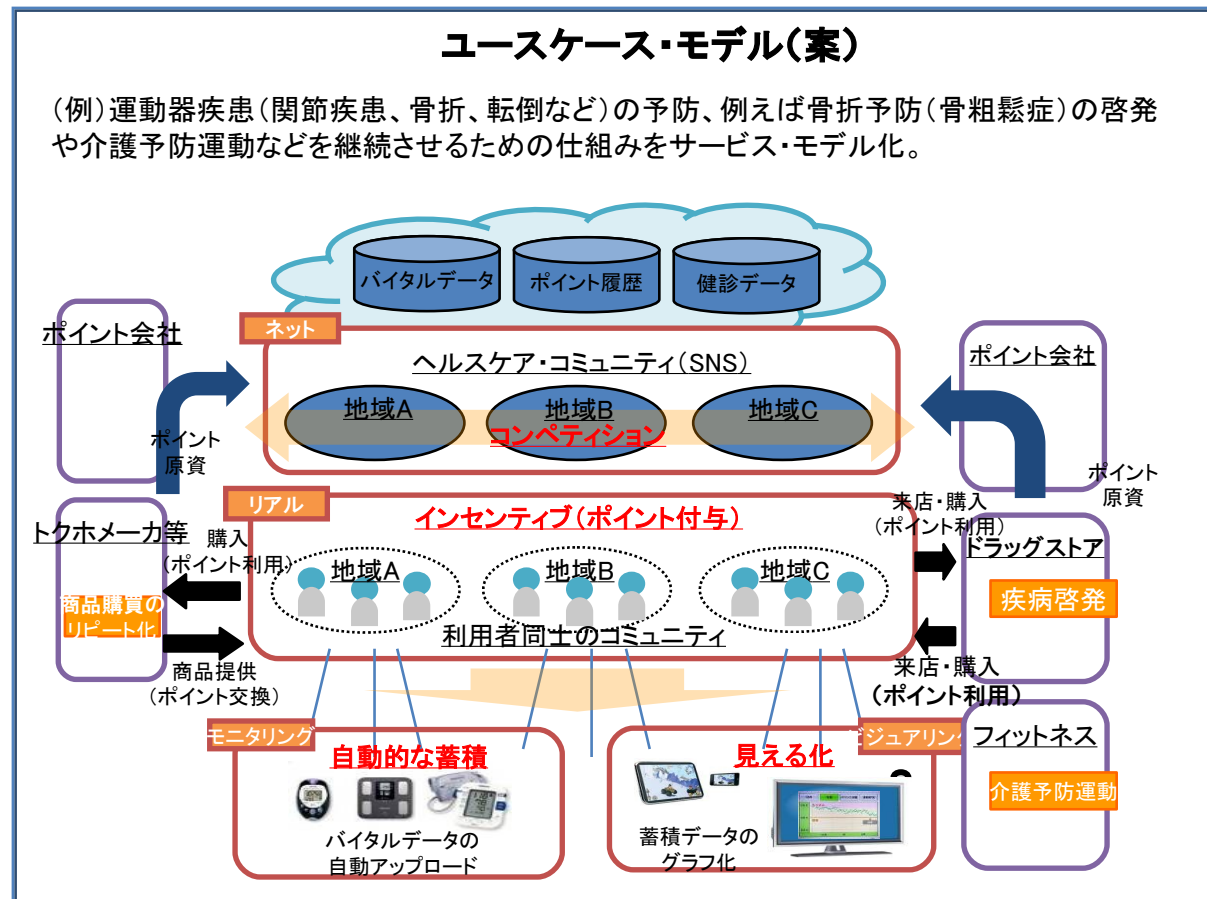 ユースケース・モデル(案)
(例)運動器疾患(関節疾患、骨折、転倒など)の予防、例えば骨折予防(骨粗鬆症)の啓発
や介護予防運動などを継続させるための仕組みをサービス・モデル化。
バイタルデータ
ポイント履歴
健診データ
ネット
ポイント会社
ヘルスケア・コミュニティ(SNS)
ポイント会社
地域A
地域B
地域C
コンペティション
ポイント
原資
ポイント
原資
リアル
インセンティブ(ポイント付与)
来店・購入
(ポイント利用)
トクホメーカ等
購入
(ポイント利用)
ドラッグストア
地域A
地域B
地域C
商品購買の
リピート化
疾病啓発
利用者同士のコミュニティ
商品提供
(ポイント交換)
来店・購入
(ポイント利用)
モニタリング
ビジュアリング
フィットネス
自動的な蓄積
見える化
介護予防運動
バイタルデータの
自動アップロード
蓄積データの
グラフ化